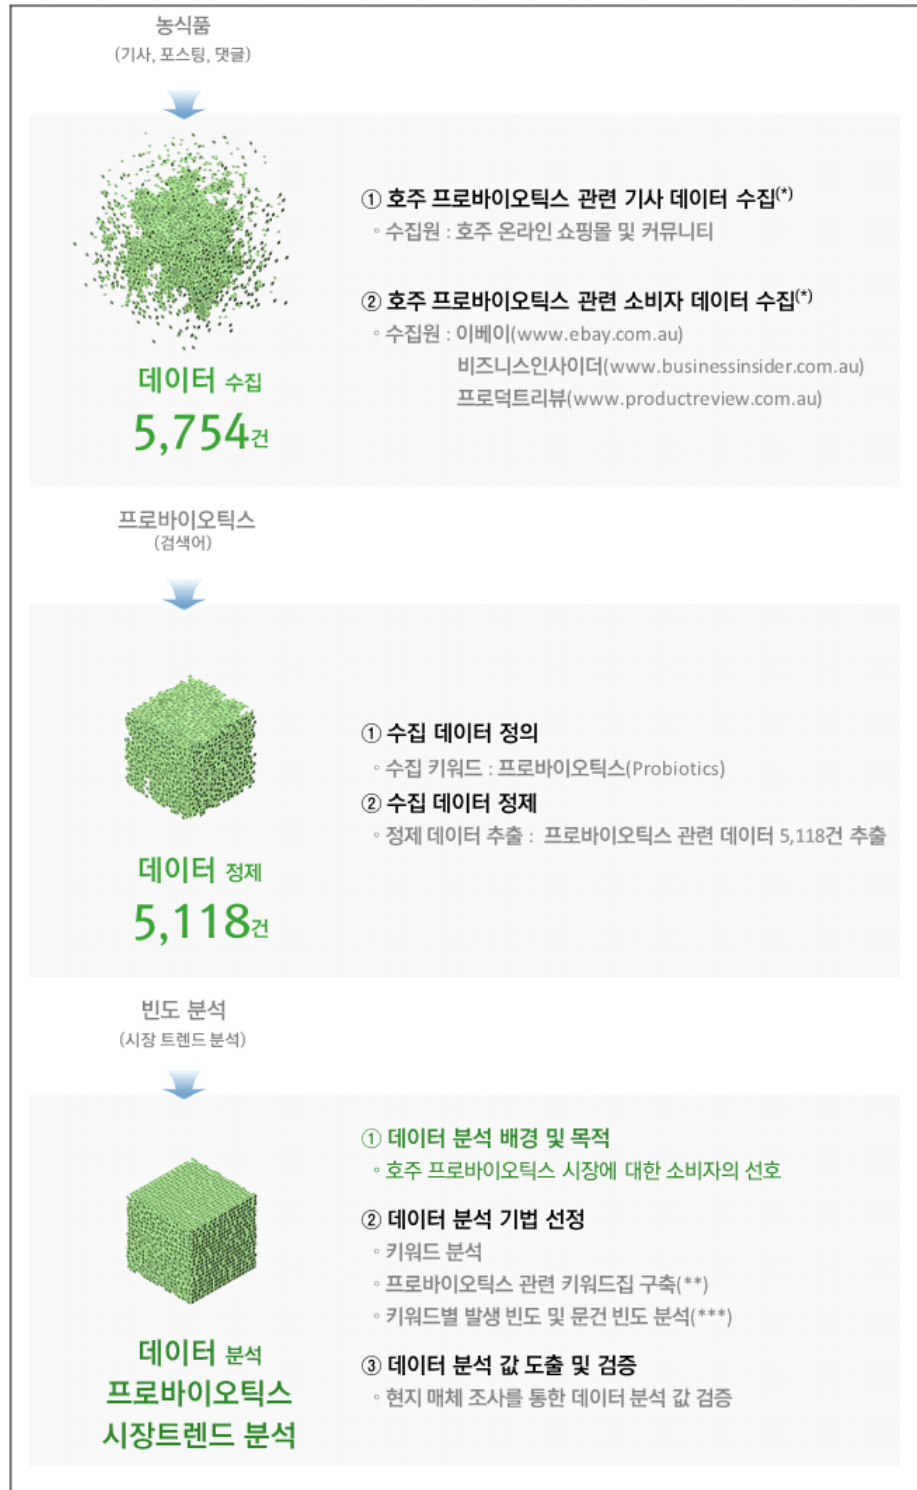 농식품
(기사, 포스팅, 댓글)
① 호주 프로바이오틱스 관련 기사 데이터 수집(*)
◦ 수집원 : 호주 온라인 쇼핑몰 및 커뮤니티
② 호주 프로바이오틱스 관련 소비자 데이터 수집(*)
◦ 수집원 : 이베이(www.ebay.com.au)
비즈니스인사이더(www.businessinsider.com.au)
프로덕트리뷰(www.productreview.com.au)
데이터 수집
5,754건
프로바이오틱스
(검색어)
① 수집 데이터 정의
◦ 수집 키워드 : 프로바이오틱스(Probiotics)
② 수집 데이터 정제
◦ 정제 데이터 추출 : 프로바이오틱스 관련 데이터 5,118건 추출
데이터 정제
5,118건
빈도 분석
(시장 트렌드 분석)
① 데이터 분석 배경 및 목적
◦ 호주 프로바이오틱스 시장에 대한 소비자의 선호
② 데이터 분석 기법 선정
◦ 키워드 분석
◦ 프로바이오틱스 관련 키워드집 구축(**)
◦ 키워드별 발생 빈도 및 문건 빈도 분석(***)
③ 데이터 분석 값 도출 및 검증
◦ 현지 매체 조사를 통한 데이터 분석 값 검증
데이터 분석
프로바이오틱스
시장트렌드 분석